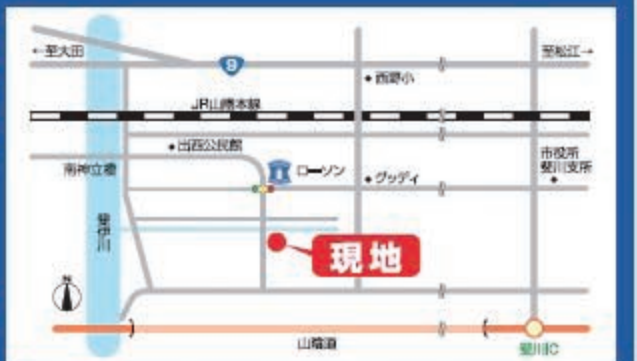 ←至大田
至松江→
9
西野小
JR山陰本線
出西公民館
市役所
斐川支所
南神立橋
ローソン
グッディ
斐伊川
現地
山陰道
斐川IC